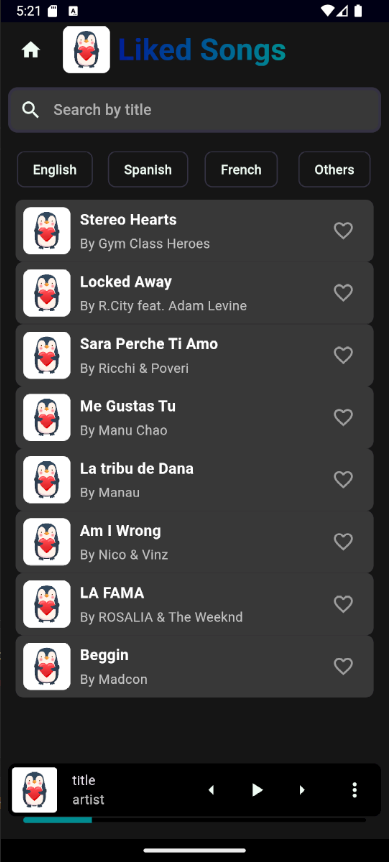 5:21
A
Liked Songs
Search by title
English Spanish French Others
Stereo Hearts
By Gym Class Heroes
Locked Away
By R.City feat. Adam Levine
Sara Perche Ti Amo
By Ricchi & Poveri
Me Gustas Tu
By Manu Chao
La tribu de Dana
By Manau
Am I Wrong
By Nico & Vinz
LA FAMA
By ROSALIA & The Weeknd
Beggin
By Madcon
title
artist